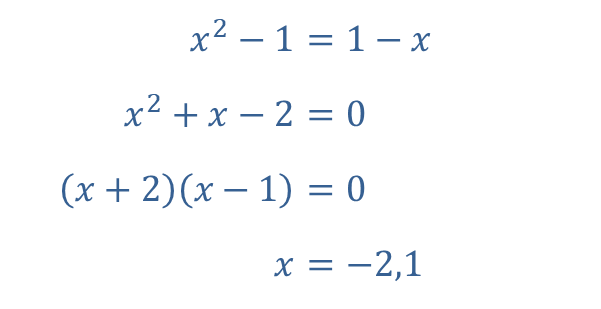 x² − 1 = 1 − x
x² + x − 2 = 0
(x + 2)(x − 1) = 0
x = −2,1